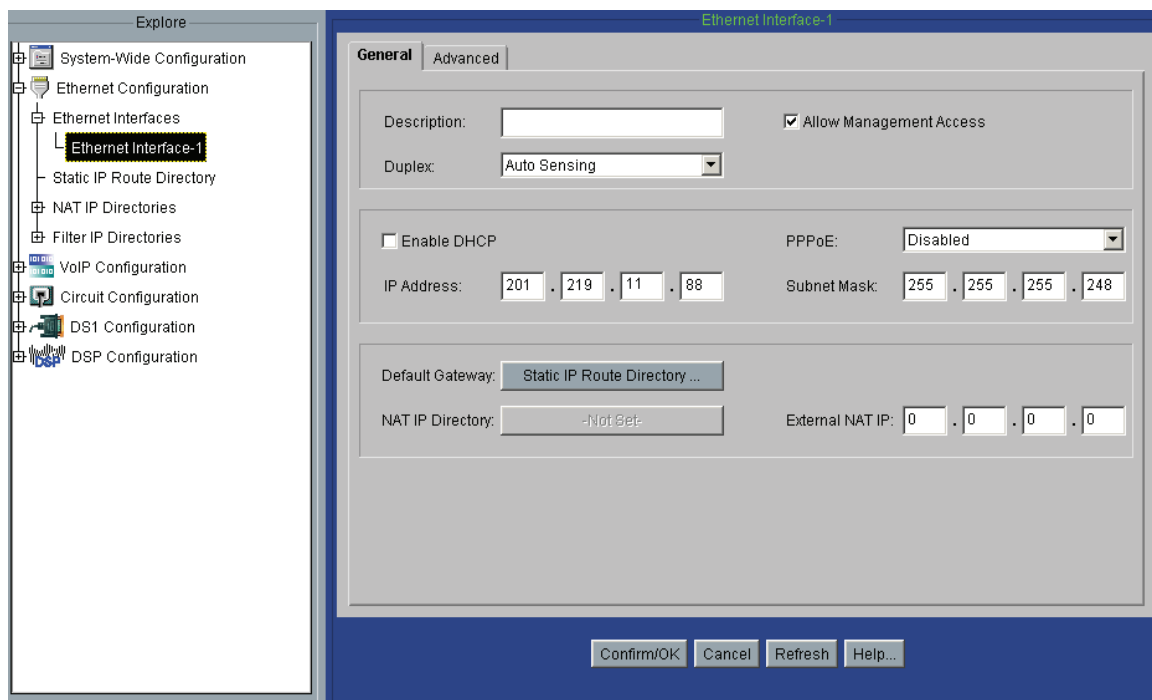 Explore
System-Wide Configuration
Ethernet Configuration
Ethernet Interfaces
Ethernet Interface-1
Static IP Route Directory
NAT IP Directories
Filter IP Directories
VoIP Configuration
Circuit Configuration
DS1 Configuration
DSP DSP Configuration
Ethernet Interface-1
General Advanced
Description: Allow Management Access
Duplex: Auto Sensing
Enable DHCP PPPoE: Disabled
IP Address: 201 . 219 . 11 . 88 Subnet Mask: 255 . 255 . 255 . 248
Default Gateway: Static IP Route Directory ...
NAT IP Directory: -Not Set- External NAT IP: 0 . 0 . 0 . 0
Confirm/OK Cancel Refresh Help...